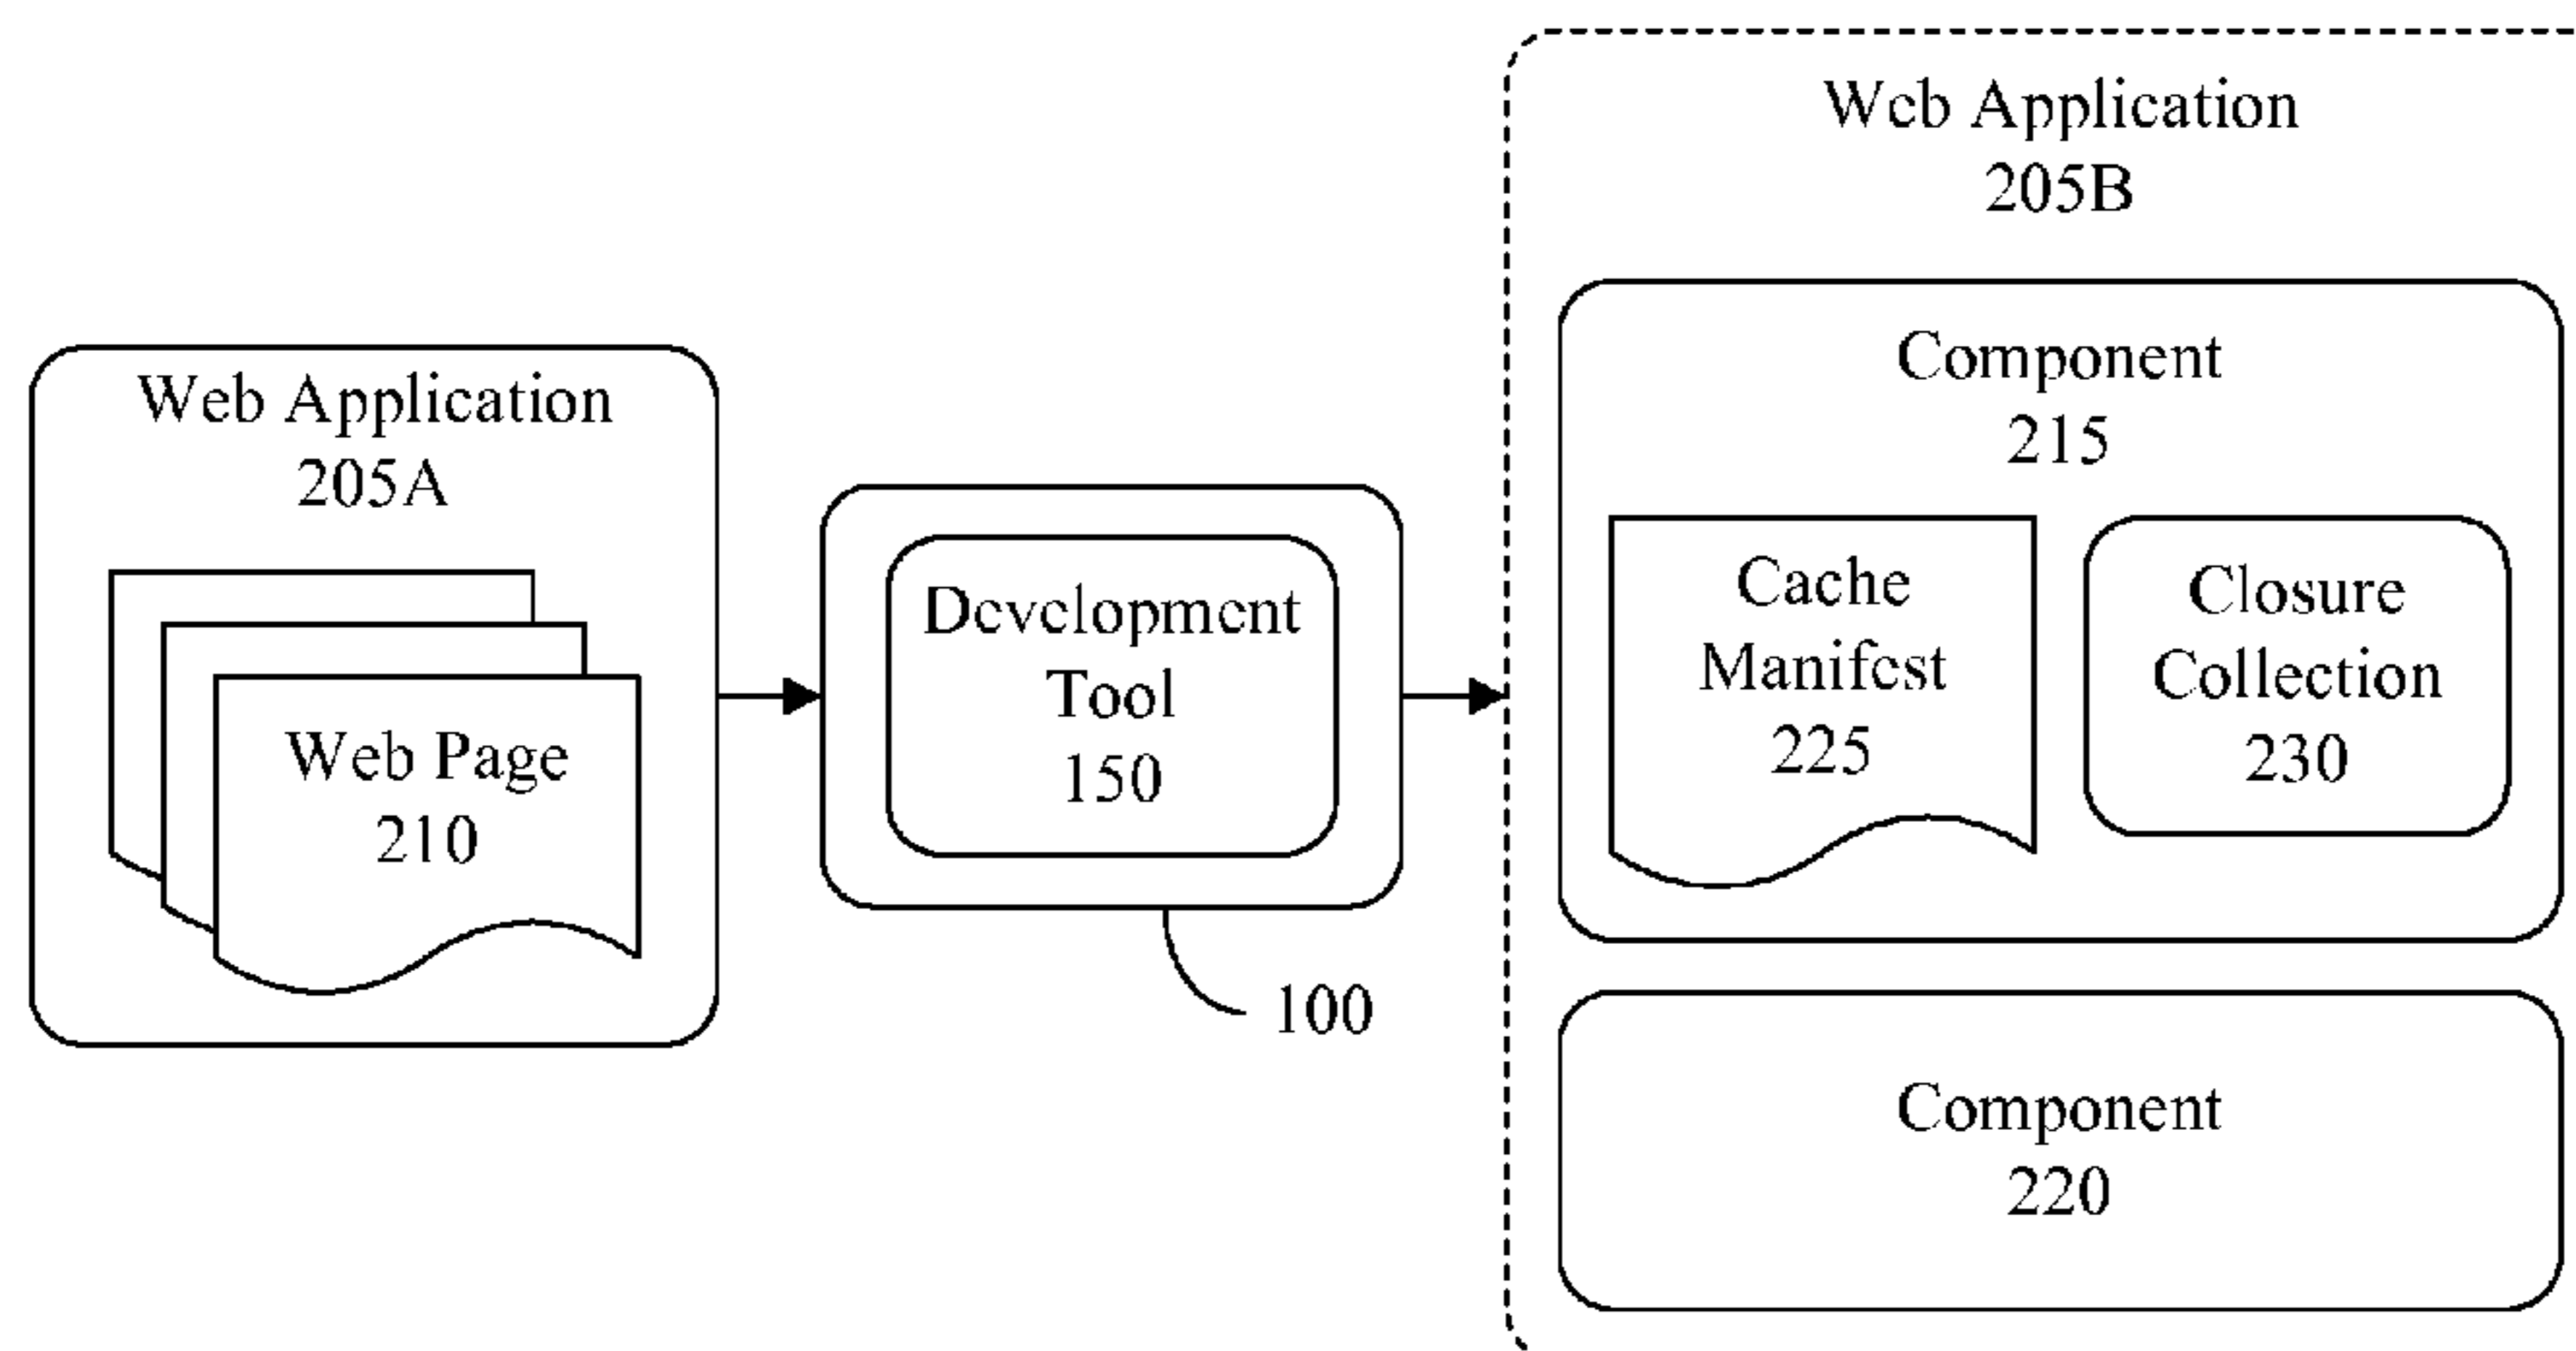 Web Application
205A
Web Page
210
Development
Tool
150
100
Web Application
205B
Component
215
Cache
Manifest
225
Closure
Collection
230
Component
220